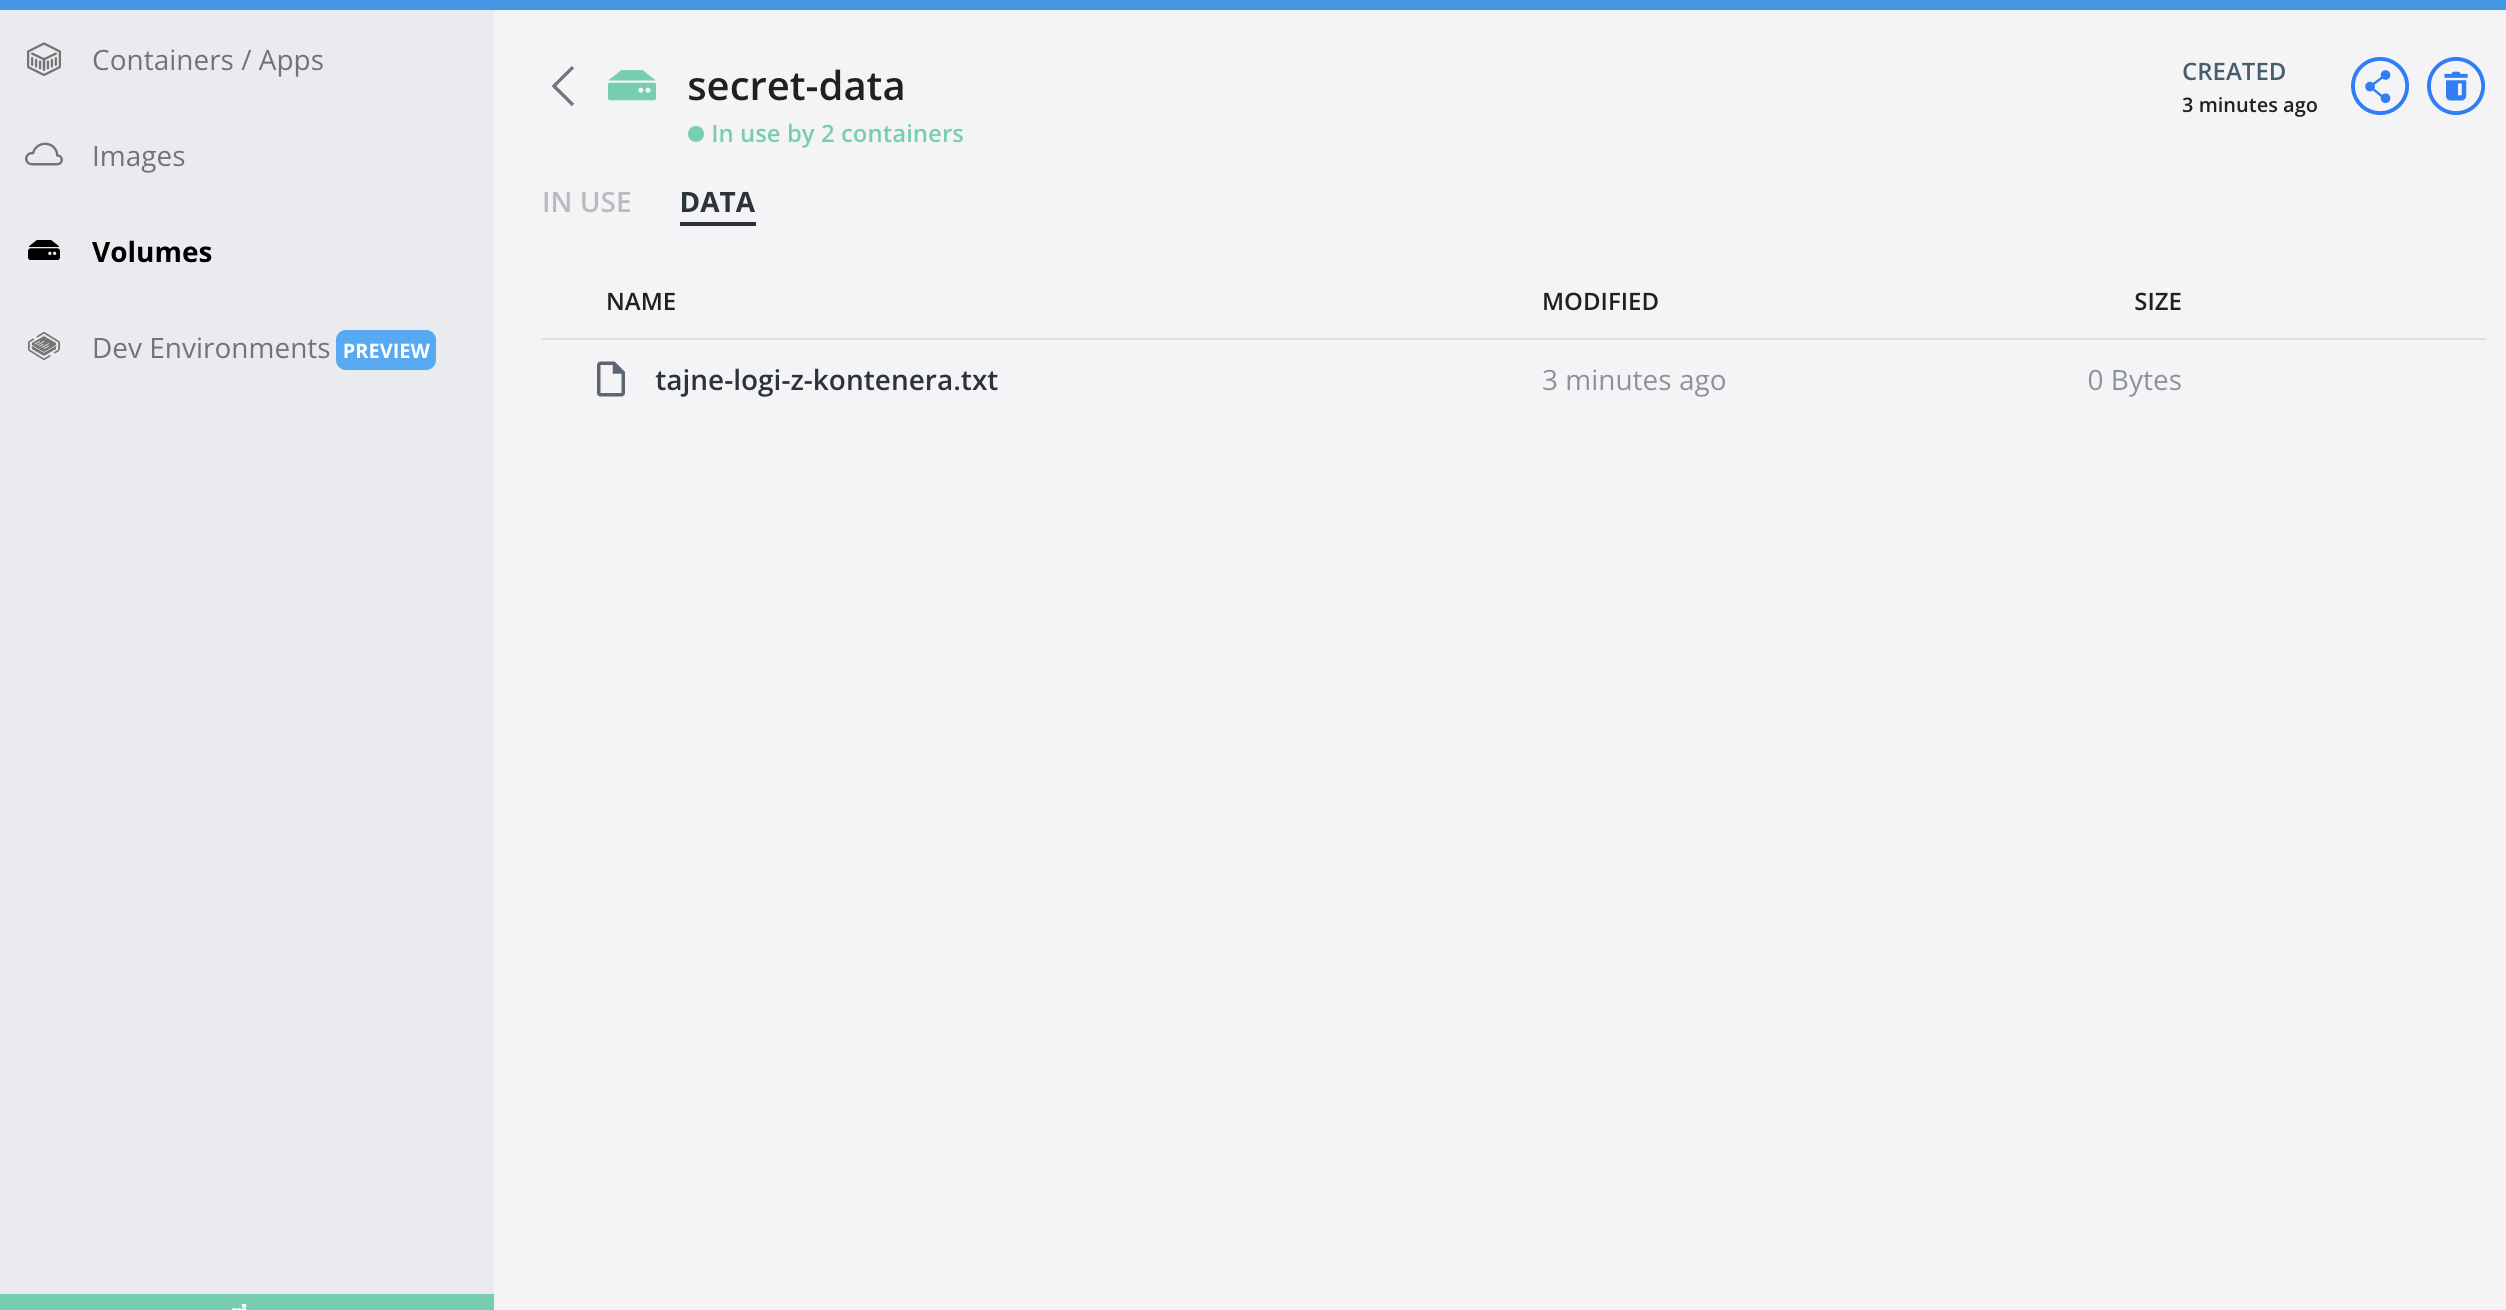 Containers / Apps
Images
Volumes
Dev Environments PREVIEW
secret-data
In use by 2 containers
CREATED
3 minutes ago
IN USE DATA
NAME MODIFIED SIZE
tajne-logi-z-kontenera.txt 3 minutes ago 0 Bytes